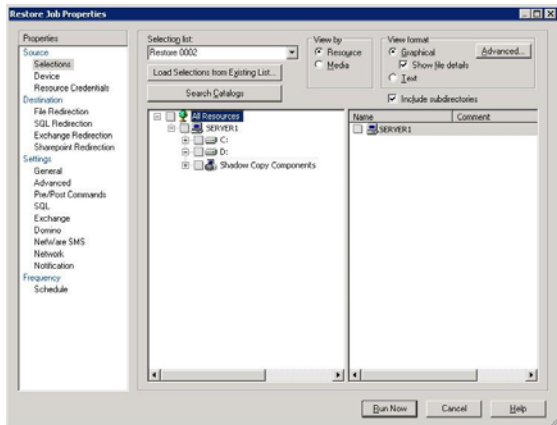 Restore Job Properties
Properties
Source
Selections
Device
Resource Credentials
Destination
File Redirection
SQL Redirection
Exchange Redirection
Sharepoint Redirection
Settings
General
Advanced
Pre/Post Commands
SQL
Exchange
Domino
NetWare SMS
Network
Notification
Frequency
Schedule
Selection list:
Restore 0002
Load Selections from Existing List...
Search Catalogs
View by
Resource
Media
View format
Graphical
Advanced...
Show file details
Text
Include subdirectories
All Resources
SERVER1
C:
D:
Shadow Copy Components
Name Comment
SERVER1
Run Now Cancel Help